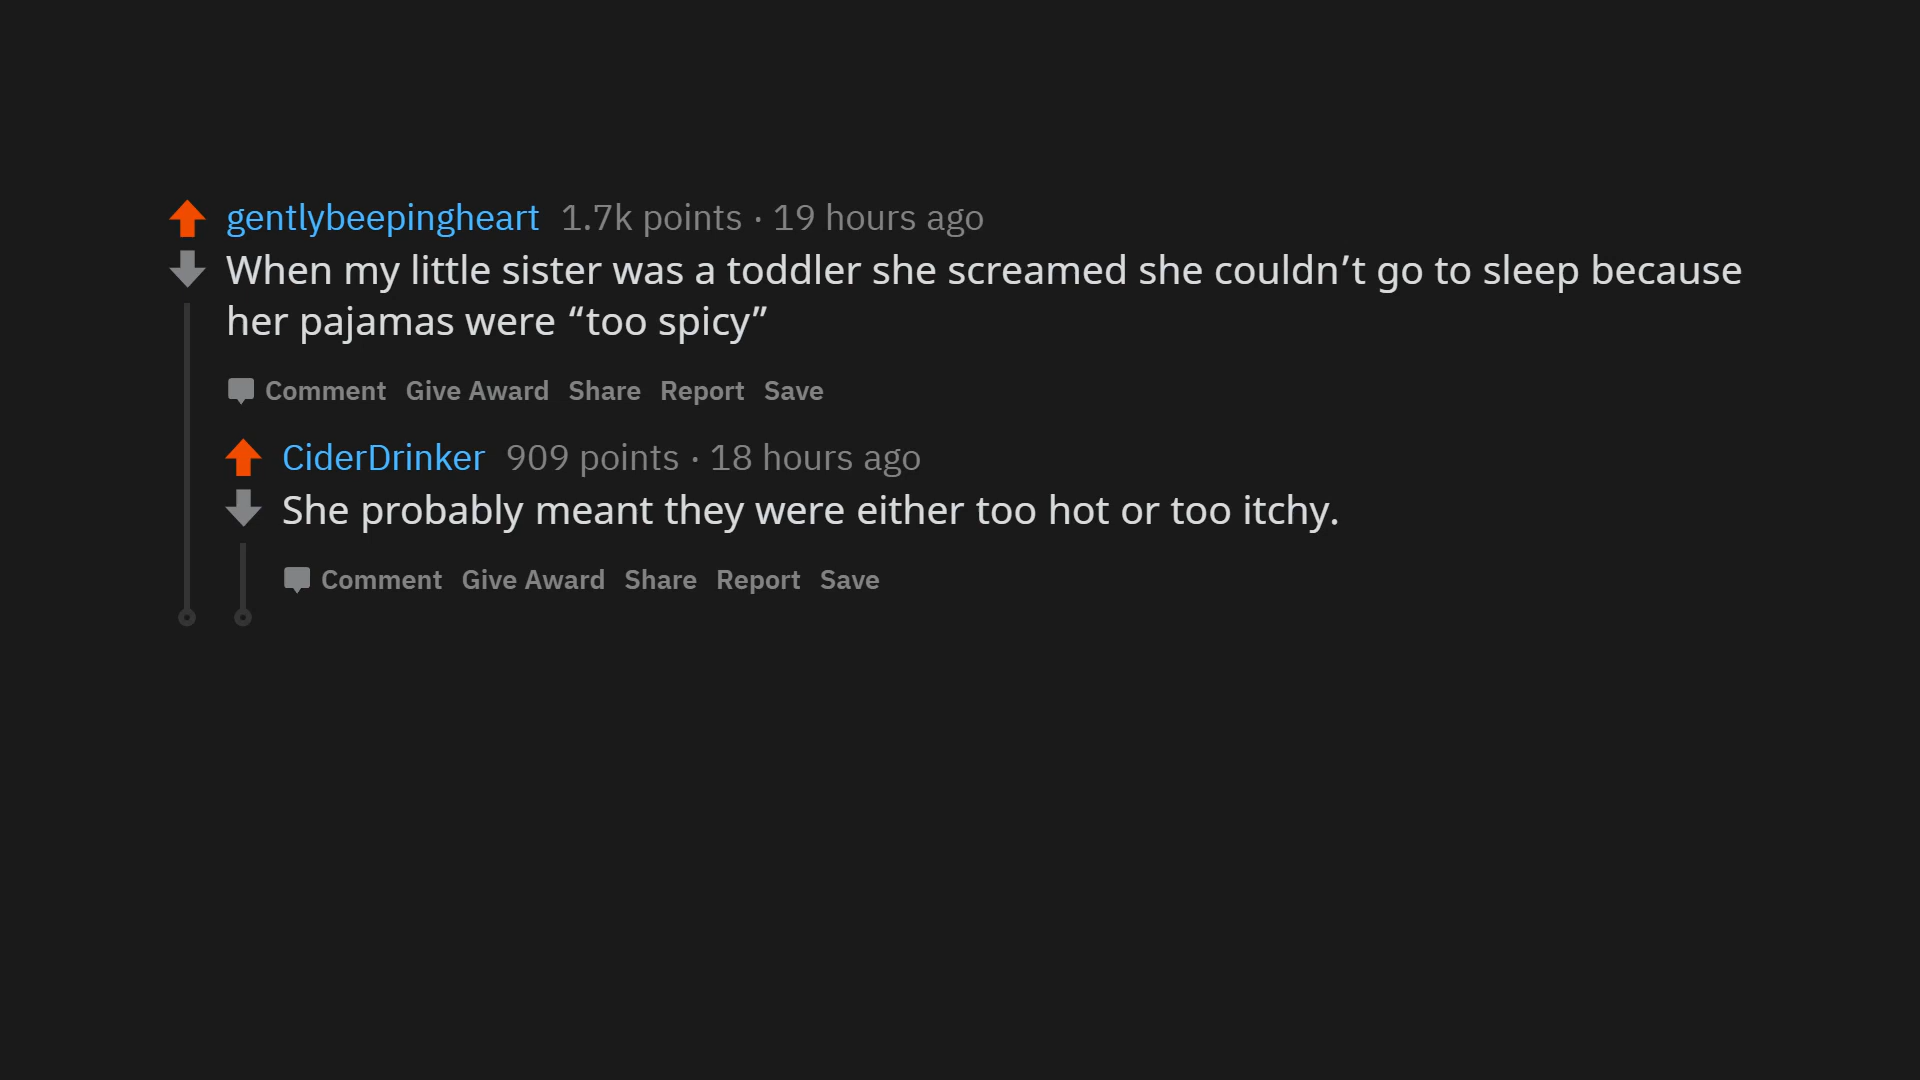 gentlybeepingheart 1.7k points · 19 hours ago
When my little sister was a toddler she screamed she couldn’t go to sleep because
her pajamas were “too spicy”
Comment Give Award Share Report Save
CiderDrinker 909 points · 18 hours ago
She probably meant they were either too hot or too itchy.
Comment Give Award Share Report Save